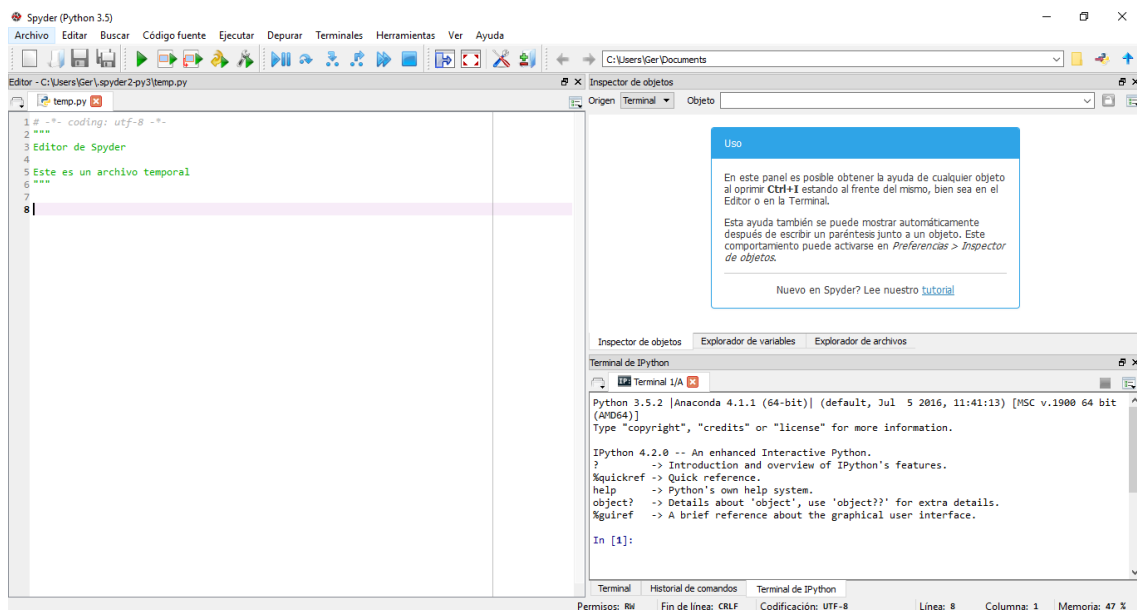 Spyder (Python 3.5)
Archivo Editar Buscar Código fuente Ejecutar Depurar Terminales Herramientas Ver Ayuda
C:\Users\Ger\Documents
Editor - C:\Users\Ger\.spyder2-py3\temp.py
temp.py
1 # -*- coding: utf-8 -*-
2 """
3 Editor de Spyder
4
5 Este es un archivo temporal
6 """
7
8
Inspector de objetos
Origen Terminal Objeto
Uso
En este panel es posible obtener la ayuda de cualquier objeto
al oprimir Ctrl+I estando al frente del mismo, bien sea en el
Editor o en la Terminal.
Esta ayuda también se puede mostrar automáticamente
después de escribir un paréntesis junto a un objeto. Este
comportamiento puede activarse en Preferencias > Inspector
de objetos.
Nuevo en Spyder? Lee nuestro tutorial
Inspector de objetos Explorador de variables Explorador de archivos
Terminal de IPython
IP: Terminal 1/A
Python 3.5.2 |Anaconda 4.1.1 (64-bit)| (default, Jul  5 2016, 11:41:13) [MSC v.1900 64 bit
(AMD64)]
Type "copyright", "credits" or "license" for more information.
IPython 4.2.0 -- An enhanced Interactive Python.
?         -> Introduction and overview of IPython's features.
%quickref -> Quick reference.
help      -> Python's own help system.
object?   -> Details about 'object', use 'object??' for extra details.
%guiref   -> A brief reference about the graphical user interface.
In [1]:
Terminal Historial de comandos Terminal de IPython
Permisos: RW Fin de línea: CRLF Codificación: UTF-8 Línea: 8 Columna: 1 Memoria: 47 %